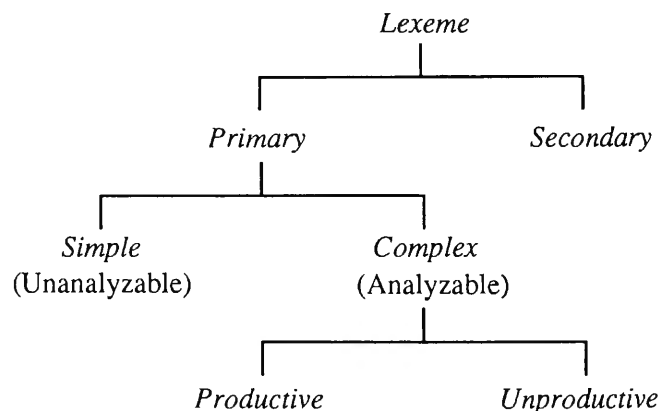 Lexeme
Primary Secondary
Simple Complex
(Unanalyzable) (Analyzable)
Productive Unproductive